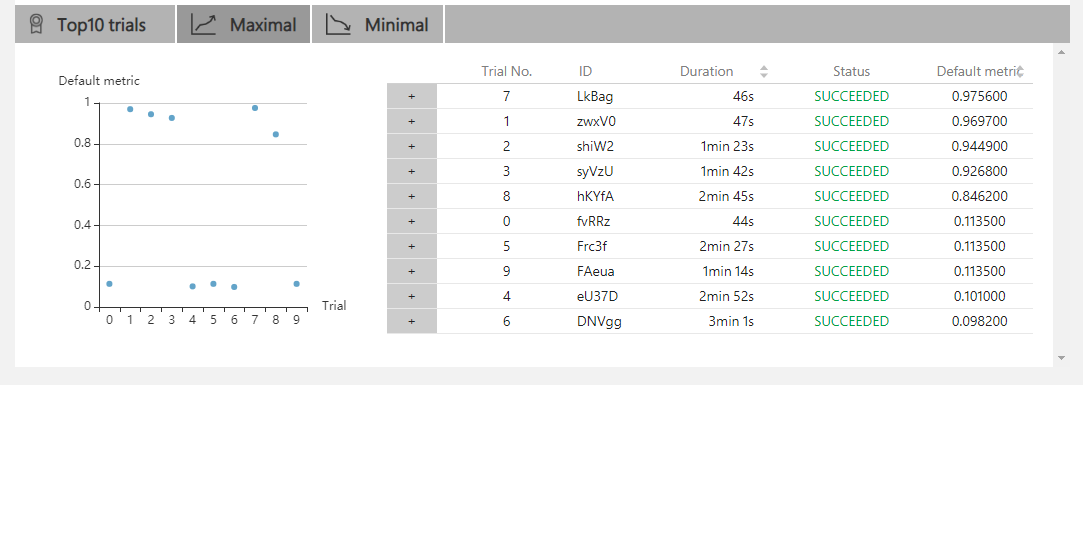 Top10 trials Maximal Minimal
Default metric
1
0.8
0.6
0.4
0.2
0
0 1 2 3 4 5 6 7 8 9
Trial
Trial No. ID Duration Status Default metric
+ 7 LkBag 46s SUCCEEDED 0.975600
+ 1 zwxV0 47s SUCCEEDED 0.969700
+ 2 shiW2 1min 23s SUCCEEDED 0.944900
+ 3 syVzU 1min 42s SUCCEEDED 0.926800
+ 8 hKYfA 2min 45s SUCCEEDED 0.846200
+ 0 fvRRz 44s SUCCEEDED 0.113500
+ 5 Frc3f 2min 27s SUCCEEDED 0.113500
+ 9 FAeua 1min 14s SUCCEEDED 0.113500
+ 4 eU37D 2min 52s SUCCEEDED 0.101000
+ 6 DNVgg 3min 1s SUCCEEDED 0.098200